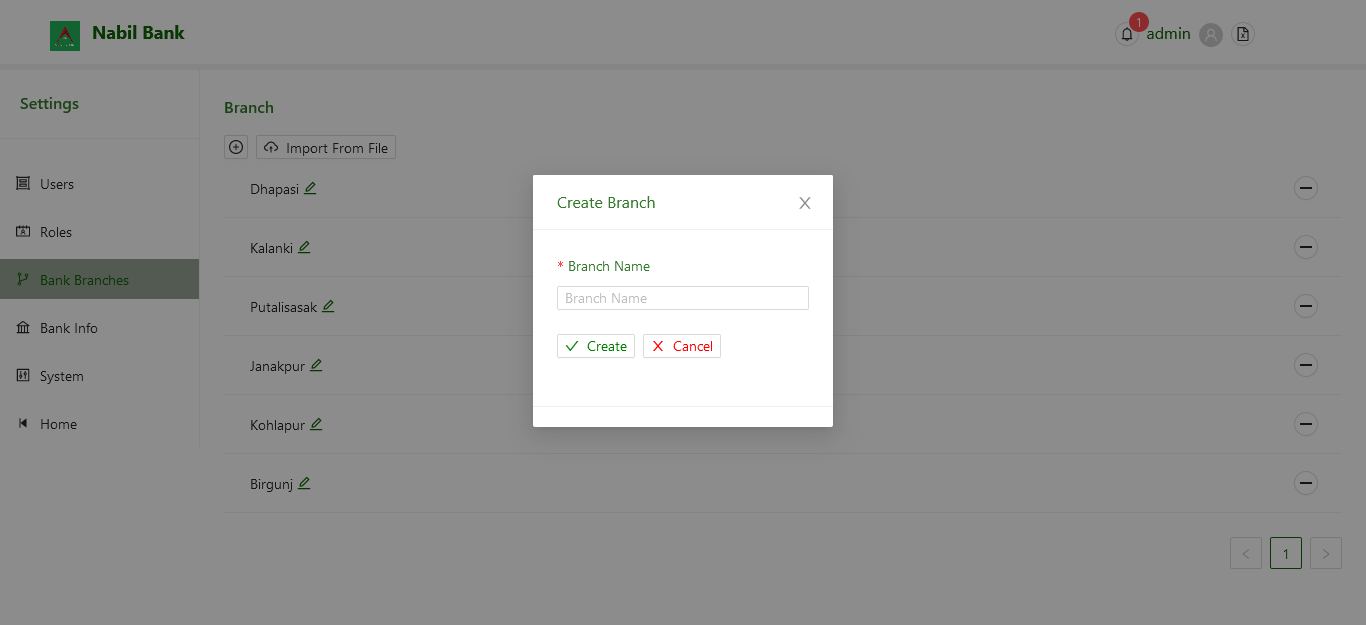 Nabil Bank
1
admin
Settings
Users
Roles
Bank Branches
Bank Info
System
Home
Branch
Import From File
Dhapasi
Kalanki
Putalisasak
Janakpur
Kohlapur
Birgunj
Create Branch
* Branch Name
Branch Name
Create Cancel
< 1 >